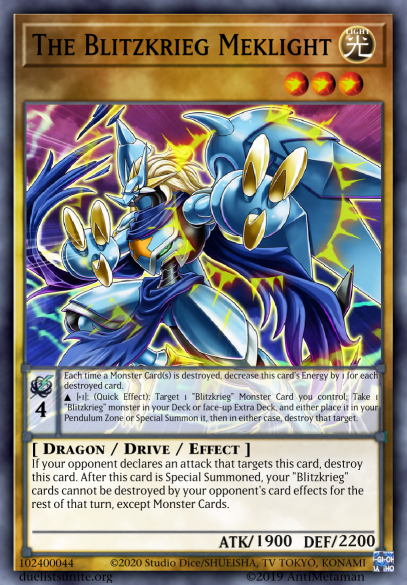 The Blitzkrieg Meklight
LIGHT
光
Each time a Monster Card(s) is destroyed, decrease this card's Energy by 1 for each
destroyed card.
▲ [+1]: (Quick Effect): Target 1 "Blitzkrieg" Monster Card you control; Take 1
"Blitzkrieg" monster in your Deck or face-up Extra Deck, and either place it in your
Pendulum Zone or Special Summon it, then in either case, destroy that target.
4
[ Dragon / Drive / Effect ]
If your opponent declares an attack that targets this card, destroy
this card. After this card is Special Summoned, your "Blitzkrieg"
cards cannot be destroyed by your opponent's card effects for the
rest of that turn, except Monster Cards.
ATK/1900 DEF/2200
102400044 ©2020 Studio Dice/SHUEISHA, TV TOKYO, KONAMI
duelistsunite.org ©2019 AntiMetaman